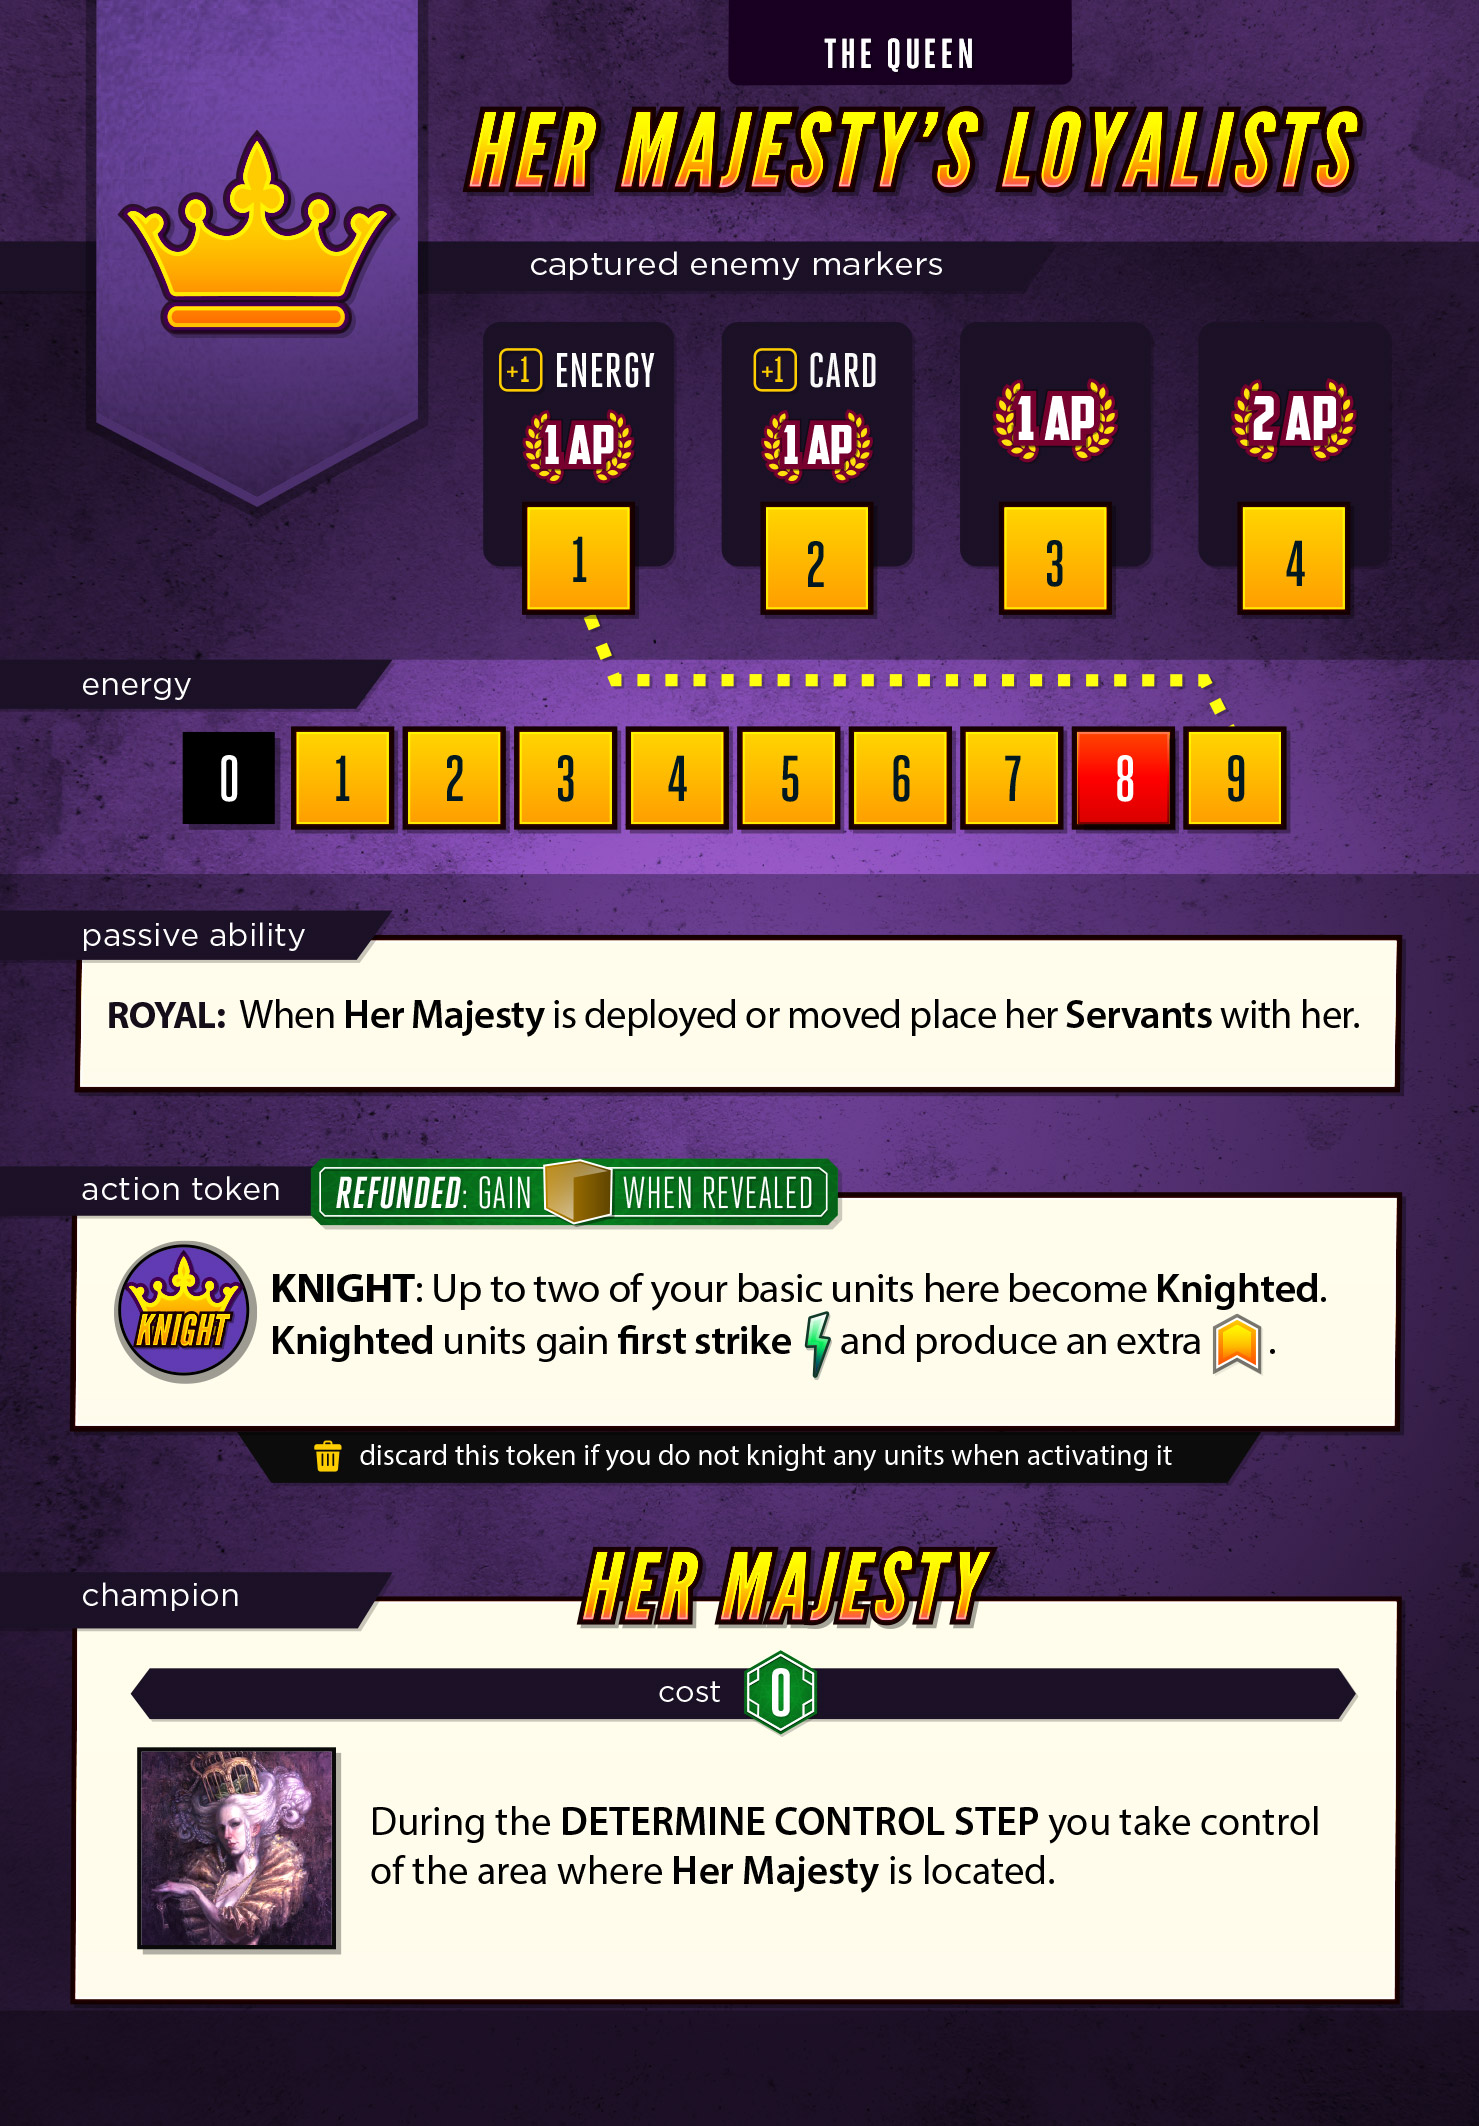 THE QUEEN
HER MAJESTY'S LOYALISTS
captured enemy markers
+1 ENERGY
1 AP
1
+1 CARD
1 AP
2
1 AP
3
2 AP
4
energy
0 1 2 3 4 5 6 7 8 9
passive ability
ROYAL: When Her Majesty is deployed or moved place her Servants with her.
action token
REFUNDED: GAIN WHEN REVEALED
KNIGHT
KNIGHT: Up to two of your basic units here become Knighted.
Knighted units gain first strike and produce an extra .
discard this token if you do not knight any units when activating it
HER MAJESTY
champion
cost 0
During the DETERMINE CONTROL STEP you take control
of the area where Her Majesty is located.